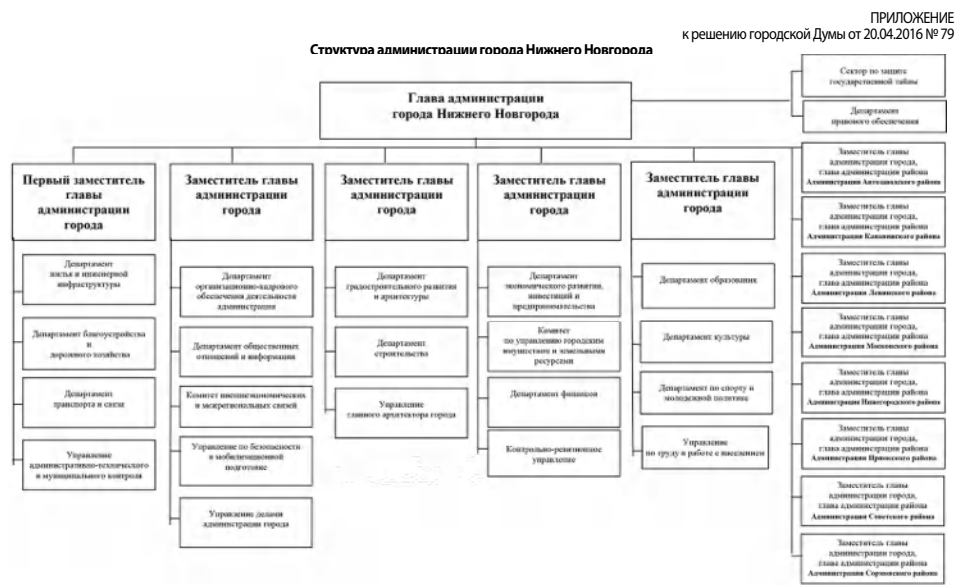 ПРИЛОЖЕНИЕ
к решению городской Думы от 20.04.2016 № 79
Структура администрации города Нижнего Новгорода
Глава администрации
города Нижнего Новгорода
Сектор по защите
государственной тайны
Департамент
правового обеспечения
Первый заместитель
главы
администрации
города
Департамент
жилья и инженерной
инфраструктуры
Департамент благоустройства
и
дорожного хозяйства
Департамент
транспорта и связи
Управление
административно-технического
и муниципального контроля
Заместитель главы
администрации
города
Департамент
организационно-кадрового
обеспечения деятельности
администрации
Департамент общественных
отношений и информации
Комитет внешнеэкономических
и межрегиональных связей
Управление по безопасности
и мобилизационной
подготовке
Управление делами
администрации города
Заместитель главы
администрации
города
Департамент
градостроительного развития
и архитектуры
Департамент
строительства
Управление
главного архитектора города
Заместитель главы
администрации
города
Департамент
экономического развития,
инвестиций и
предпринимательства
Комитет
по управлению городским
имуществом и земельными
ресурсами
Департамент финансов
Контрольно-ревизионное
управление
Заместитель главы
администрации
города
Департамент образования
Департамент культуры
Департамент по спорту и
молодежной политике
Управление
по труду и работе с населением
Заместитель главы
администрации города,
глава администрации района
Администрация Автозаводского района
Заместитель главы
администрации города,
глава администрации района
Администрация Канавинского района
Заместитель главы
администрации города,
глава администрации района
Администрация Ленинского района
Заместитель главы
администрации города,
глава администрации района
Администрация Московского района
Заместитель главы
администрации города,
глава администрации района
Администрация Нижегородского района
Заместитель главы
администрации города,
глава администрации района
Администрация Приокского района
Заместитель главы
администрации города,
глава администрации района
Администрация Советского района
Заместитель главы
администрации города,
глава администрации района
Администрация Сормовского района